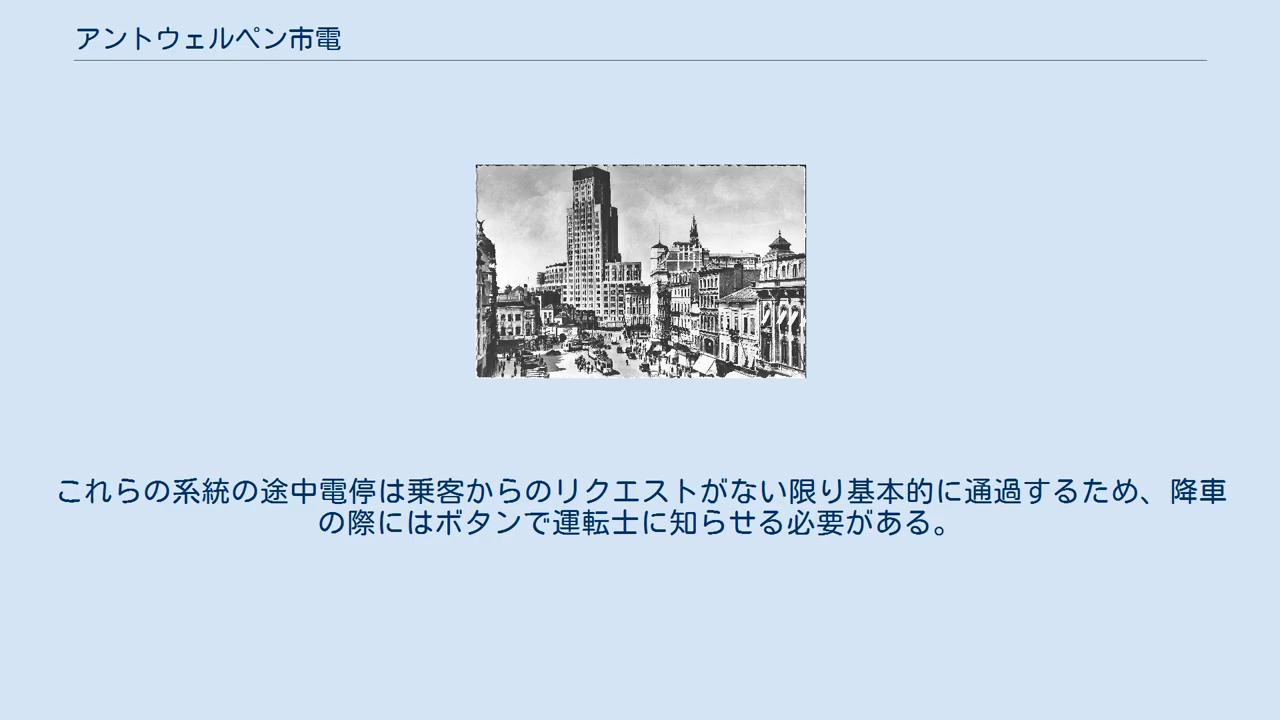 アントウェルペン市電
これらの系統の途中電停は乗客からのリクエストがない限り基本的に通過するため、降車
の際にはボタンで運転士に知らせる必要がある。